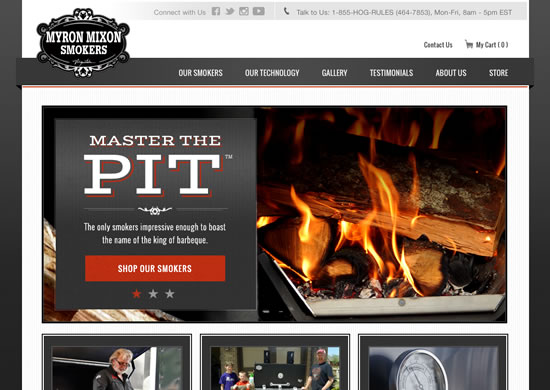 Connect with Us
Talk to Us: 1-855-HOG-RULES (464-7853), Mon-Fri, 8am - 5pm EST
MYRON MIXON
SMOKERS
Contact Us
My Cart ( 0 )
OUR SMOKERS
OUR TECHNOLOGY
GALLERY
TESTIMONIALS
ABOUT US
STORE
MASTER THE
PIT™
The only smokers impressive enough to boast
the name of the king of barbeque.
SHOP OUR SMOKERS